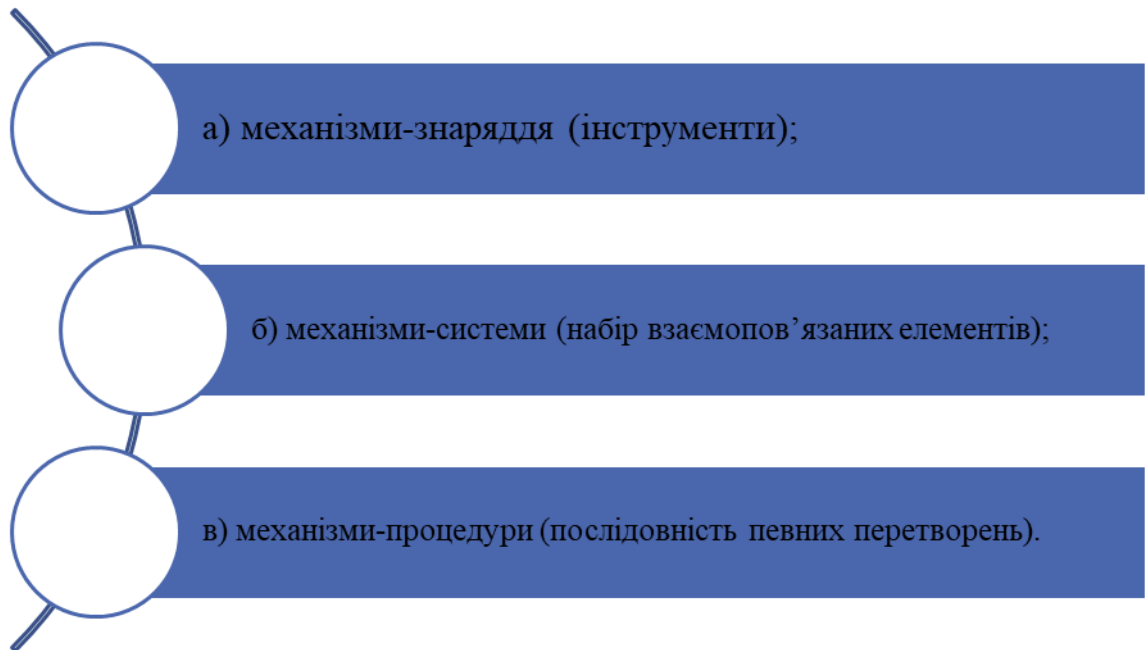 а) механізми-знаряддя (інструменти);
б) механізми-системи (набір взаємопов’язаних елементів);
в) механізми-процедури (послідовність певних перетворень).